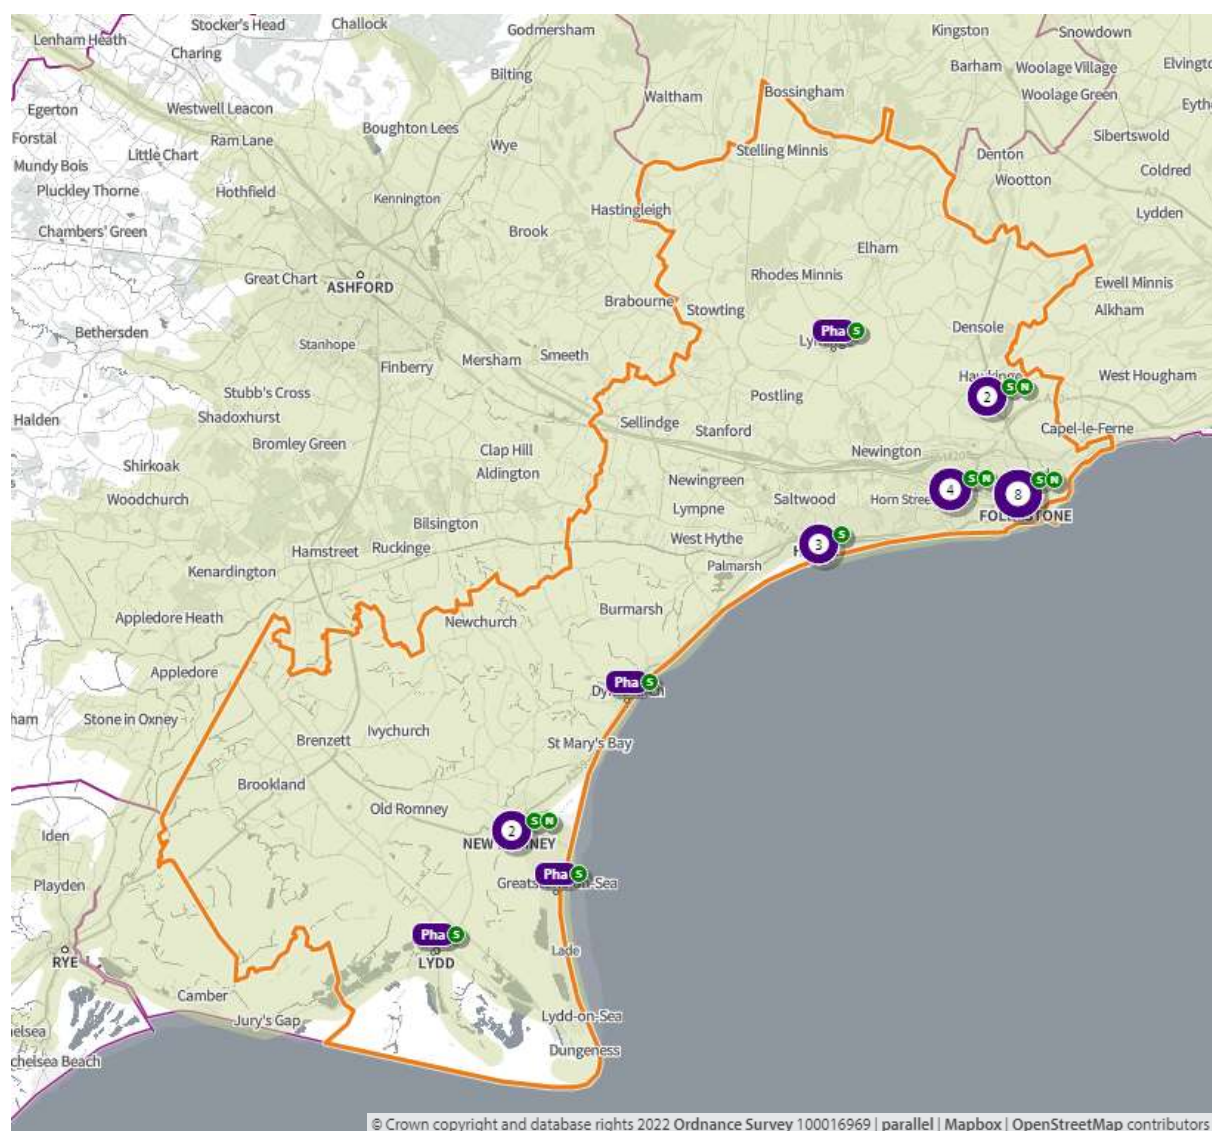 Stocker's Head
Challock
Godmersham
Kingston
Snowdown
Lenham Heath
Charing
Bilting
Barham
Woolage Village
Waltham
Bossingham
Woolage Green
Egerton
Westwell Leacon
Forstal
Ram Lane
Boughton Lees
Wye
Sibertswold
Mundy Bois
Little Chart
Stelling Minnis
Denton
Coldred
Pluckley Thorne
Hothfield
Kennington
Wootton
Chambers' Green
Hastingleigh
Lydden
Brook
Elham
Great Chart
ASHFORD
Rhodes Minnis
Ewell Minnis
Brabourne
Stowting
Alkham
Bethersden
Stanhope
Pha S
Densole
Finberry
Mersham
Smeeth
West Hougham
Stubb's Cross
Postling
2 S N
Halden
Shadoxhurst
Sellindge
Stanford
Capel-le-Ferne
Bromley Green
Clap Hill
Newington
Shirkoak
Aldington
Newingreen
4 S N
8 S N
Woodchurch
Saltwood
Lympne
Bilsington
West Hythe
3 S
Hamstreet
Ruckinge
Kenardington
Palmarsh
Appledore Heath
Newchurch
Burmarsh
Appledore
Pha S
Stone in Oxney
Ivychurch
Brenzett
St Mary's Bay
Brookland
Old Romney
Iden
2 S N
Playden
Pha S
Pha S
RYE
LYDD
Lade
Camber
Jury's Gap
Lydd-on-Sea
Dungeness
© Crown copyright and database rights 2022 Ordnance Survey 100016969 | parallel | Mapbox | OpenStreetMap contributors